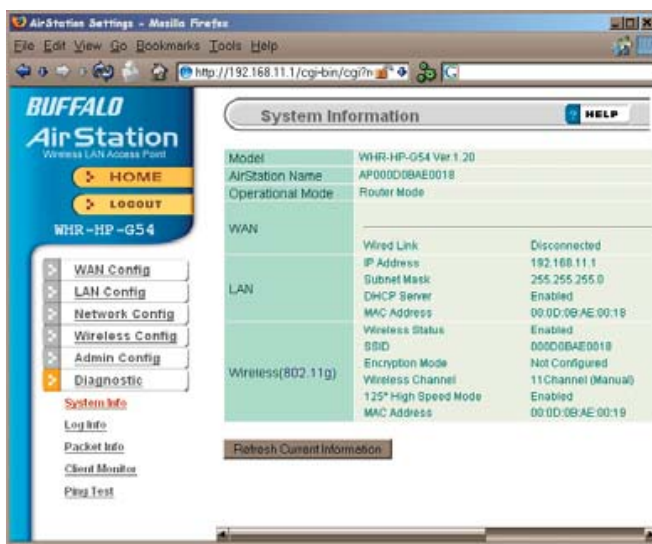 AirStation Settings - Mozilla Firefox
File Edit View Go Bookmarks Tools Help
http://192.168.11.1/cgi-bin/cgi?n
BUFFALO
AirStation
Wireless LAN Access Point
HOME
LOGOUT
WHR-HP-G54
WAN Config
LAN Config
Network Config
Wireless Config
Admin Config
Diagnostic
System Info
Log Info
Packet Info
Client Monitor
Ping Test
System Information
? HELP
Model WHR-HP-G54 Ver.1.20
AirStation Name AP000D0BAE0018
Operational Mode Router Mode
WAN
Wired Link Disconnected
LAN
IP Address 192.168.11.1
Subnet Mask 255.255.255.0
DHCP Server Enabled
MAC Address 00:0D:0B:AE:00:18
Wireless(802.11g)
Wireless Status Enabled
SSID 000D0BAE0018
Encryption Mode Not Configured
Wireless Channel 11Channel (Manual)
125* High Speed Mode Enabled
MAC Address 00:0D:0B:AE:00:19
Refresh Current Information